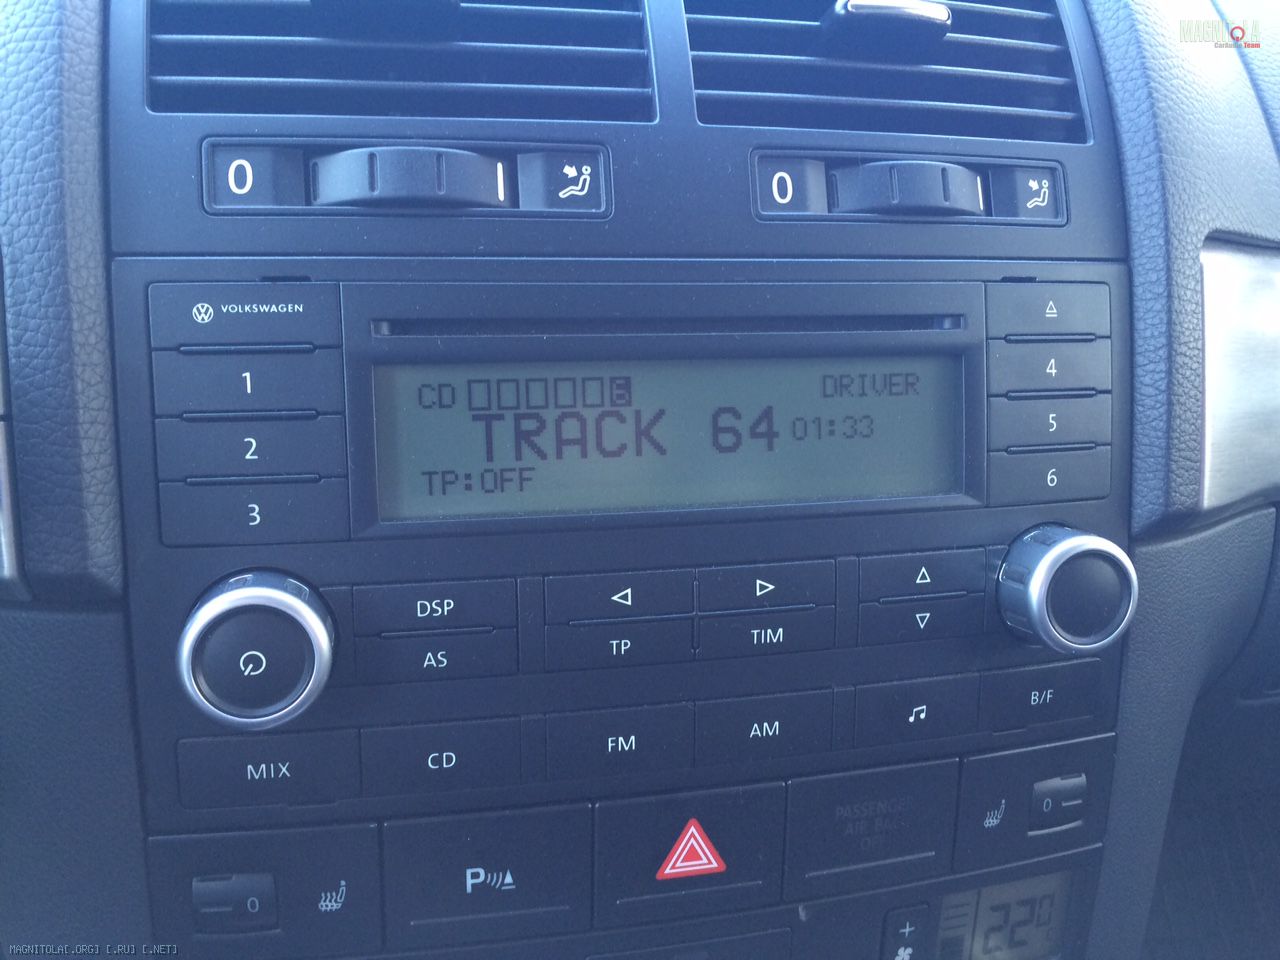 MAGNITOLA
CarAudio Team
0
0
VOLKSWAGEN
1
2
3
4
5
6
CD 6 DRIVER
TRACK 64 01:33
TP:OFF
DSP
AS
TP
TIM
MIX
CD
FM
AM
B/F
PASSENGER
AIR BAG
OFF
0
P
0
+
22.0
MAGNITOLA[.ORG] [.RU] [.NET]